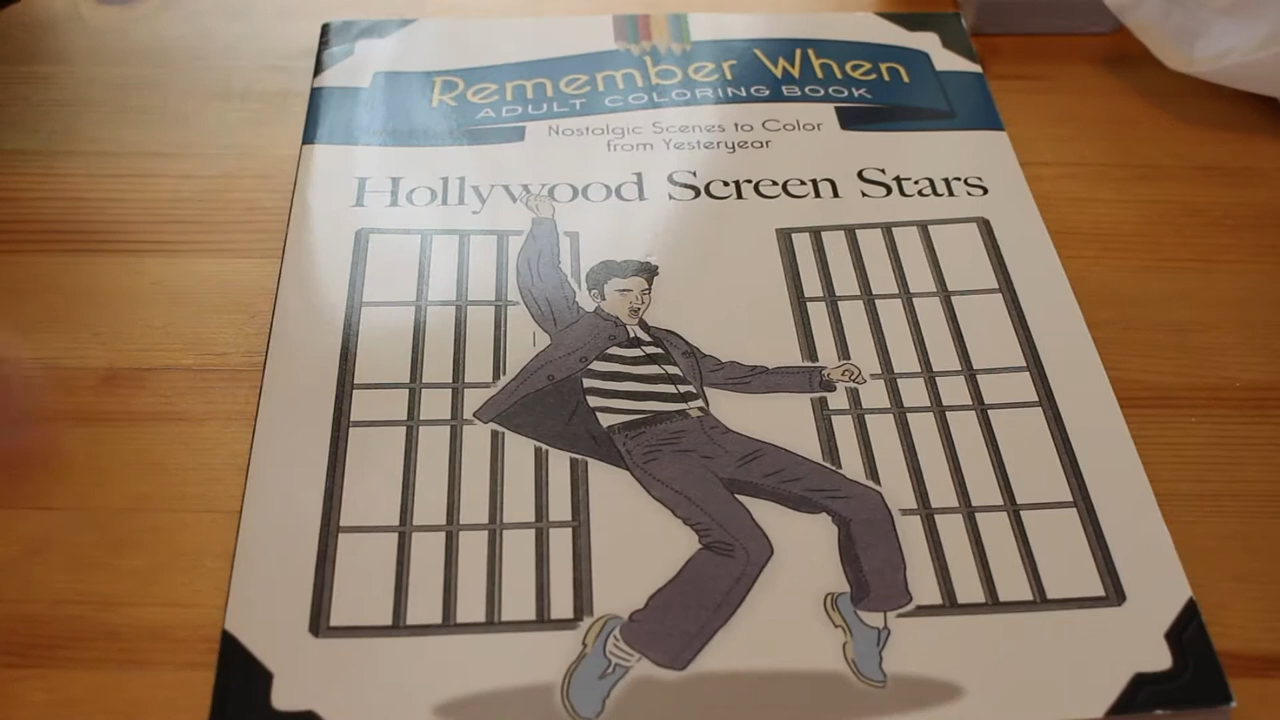 Remember When
ADULT COLORING BOOK
Nostalgic Scenes to Color
from Yesteryear
Hollywood Screen Stars